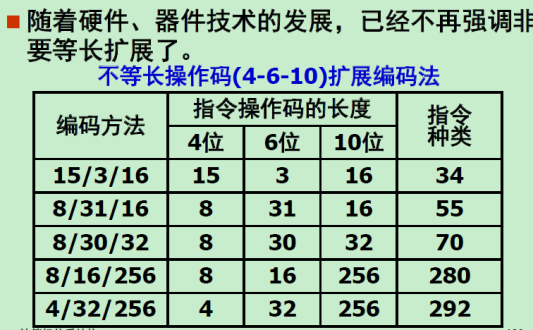 随着硬件、器件技术的发展，已经不再强调非
要等长扩展了。
不等长操作码(4-6-10)扩展编码法
编码方法 指令操作码的长度 指令种类
4位 6位 10位
15/3/16 15 3 16 34
8/31/16 8 31 16 55
8/30/32 8 30 32 70
8/16/256 8 16 256 280
4/32/256 4 32 256 292